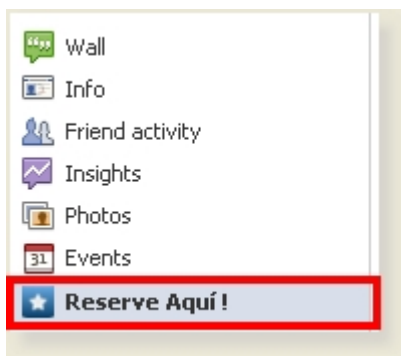 Wall
Info
Friend activity
Insights
Photos
31 Events
Reserve Aquí !